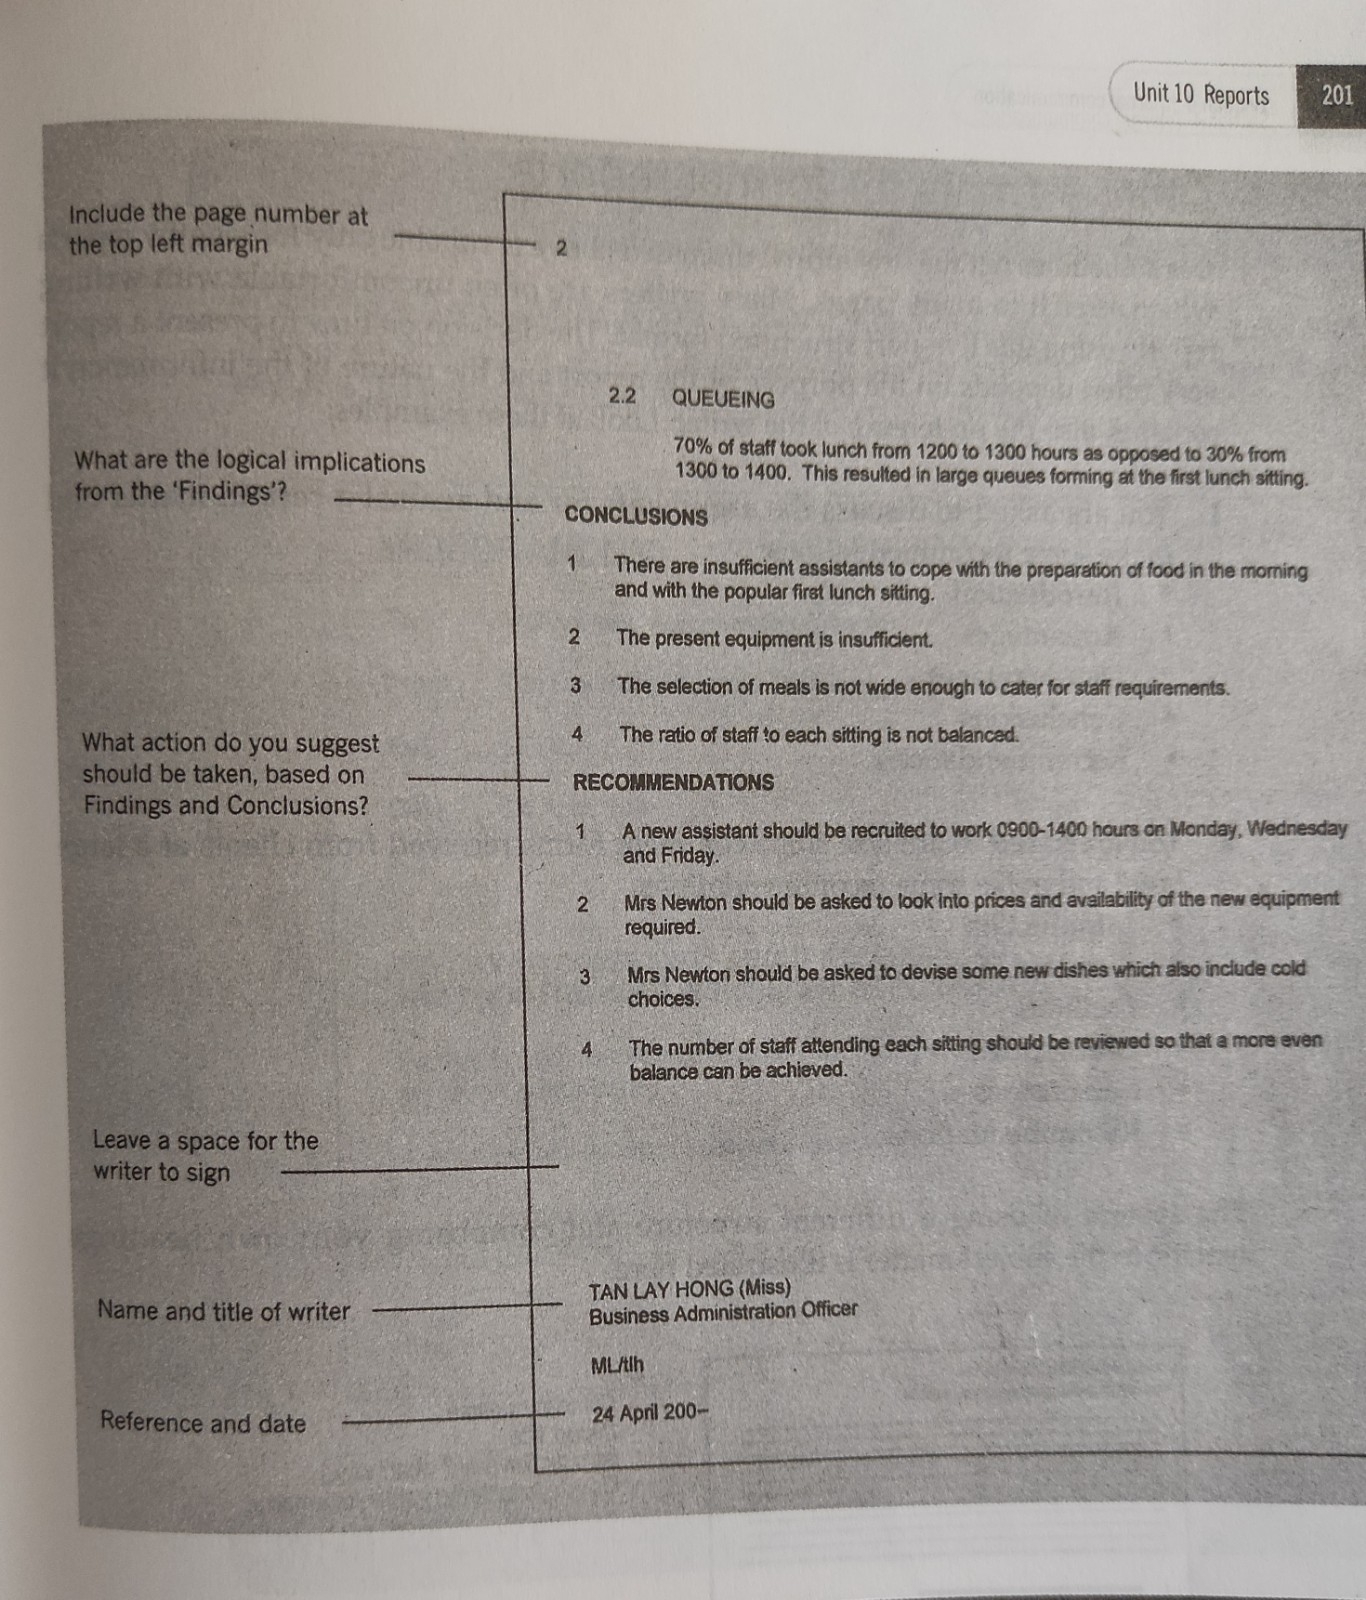 Unit 10 Reports 201
Include the page number at
the top left margin
2
2.2 QUEUEING
70% of staff took lunch from 1200 to 1300 hours as opposed to 30% from
1300 to 1400. This resulted in large queues forming at the first lunch sitting.
What are the logical implications
from the 'Findings'?
CONCLUSIONS
1 There are insufficient assistants to cope with the preparation of food in the morning
and with the popular first lunch sitting.
2 The present equipment is insufficient.
3 The selection of meals is not wide enough to cater for staff requirements.
4 The ratio of staff to each sitting is not balanced.
What action do you suggest
should be taken, based on
Findings and Conclusions?
RECOMMENDATIONS
1 A new assistant should be recruited to work 0900-1400 hours on Monday, Wednesday
and Friday.
2 Mrs Newton should be asked to look into prices and availability of the new equipment
required.
3 Mrs Newton should be asked to devise some new dishes which also include cold
choices.
4 The number of staff attending each sitting should be reviewed so that a more even
balance can be achieved.
Leave a space for the
writer to sign
Name and title of writer
TAN LAY HONG (Miss)
Business Administration Officer
ML/tlh
Reference and date
24 April 200–